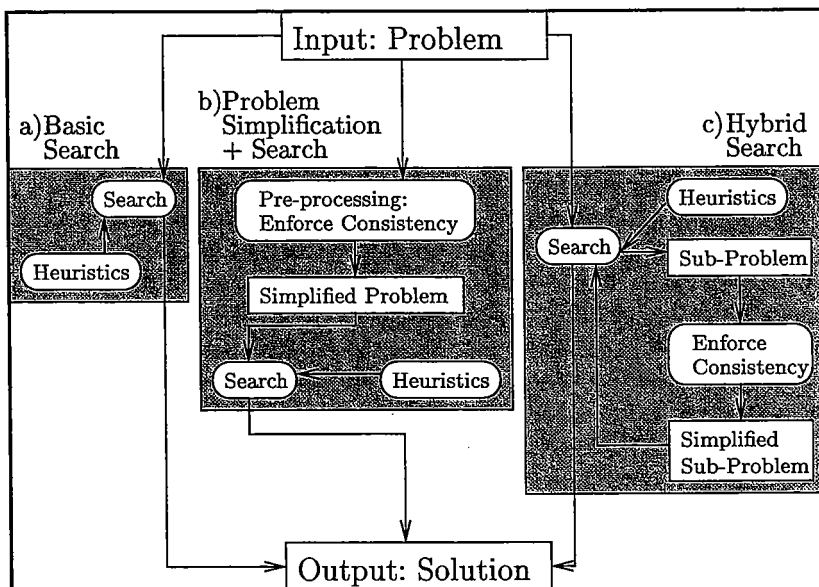 Input: Problem
a)Basic
Search
b)Problem
Simplification
+ Search
c)Hybrid
Search
Search
Heuristics
Pre-processing:
Enforce Consistency
Simplified Problem
Search
Heuristics
Heuristics
Search
Sub-Problem
Enforce
Consistency
Simplified
Sub-Problem
Output: Solution